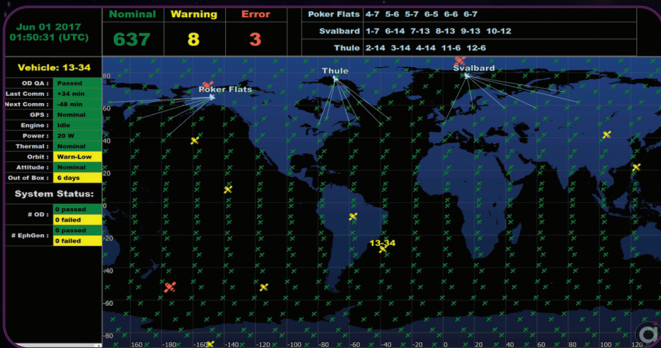 Jun 01 2017
01:50:31 (UTC)
Nominal Warning Error
637 8 3
Poker Flats 4-7 5-6 5-7 6-5 6-6 6-7
Svalbard 1-7 6-14 7-13 8-13 9-13 10-12
Thule 2-14 3-14 4-14 11-6 12-6
Vehicle: 13-34
OD QA : Passed
Last Comm : +34 min
Next Comm : -48 min
GPS : Nominal
Engine : Idle
Power : 20 W
Thermal : Nominal
Orbit : Warn-Low
Attitude : Nominal
Out of Box : 6 days
System Status:
# OD : 0 passed
0 failed
# EphGen : 0 passed
0 failed
Poker Flats
Thule
Svalbard
13-34
80
60
40
20
0
-20
-40
-60
-80
160 -180 -160 -140 -120 -100 -80 -60 -40 -20 0 20 40 60 80 100 120
a